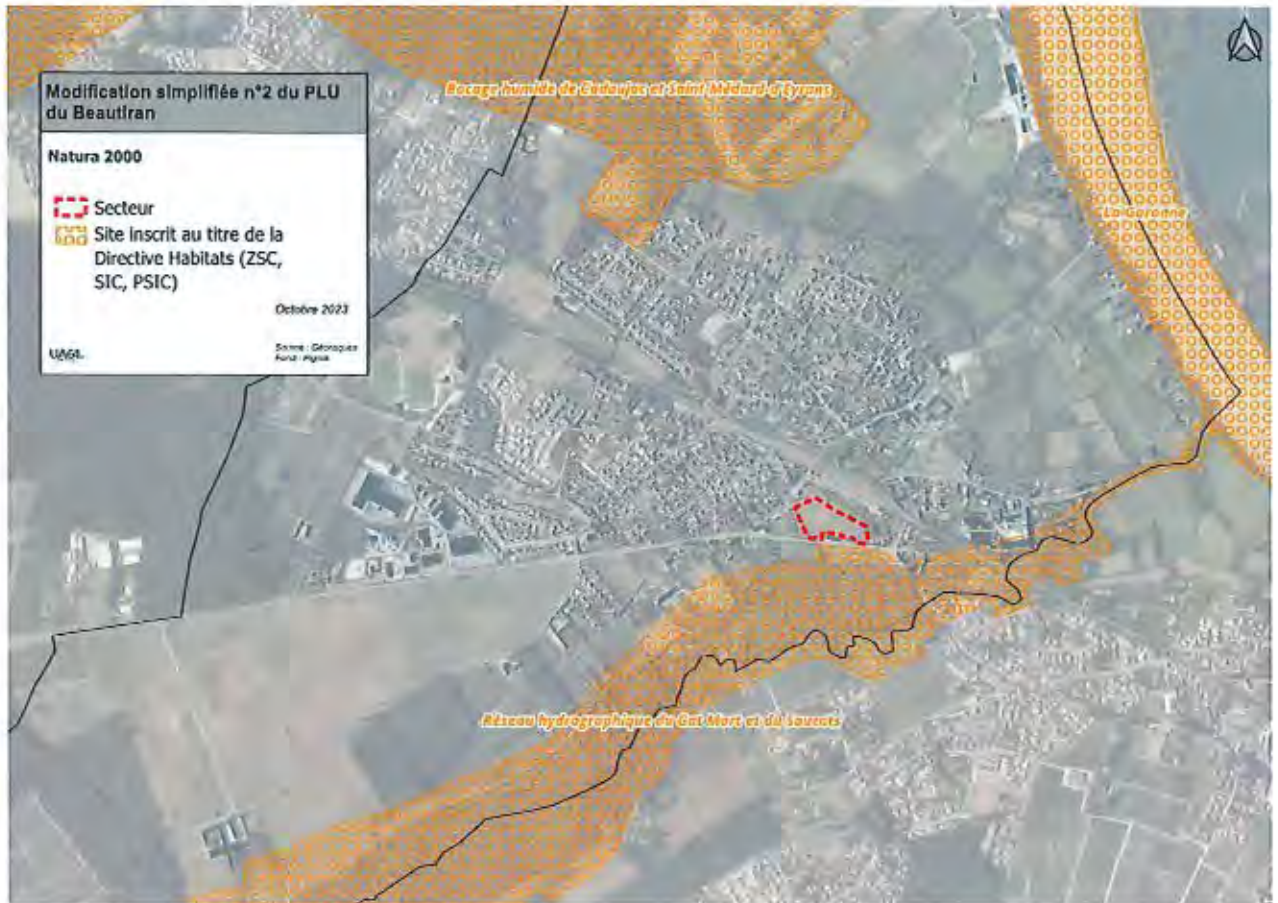 Modification simplifiée n°2 du PLU
du Beautiran
Natura 2000
Secteur
Site inscrit au titre de la
Directive Habitats (ZSC,
SIC, PSIC)
Octobre 2023
Bocage humide de Cadaujac et Saint Médard d'Eyrans
La Garonne
Réseau hydrographique du Gat Mort et du Saucats